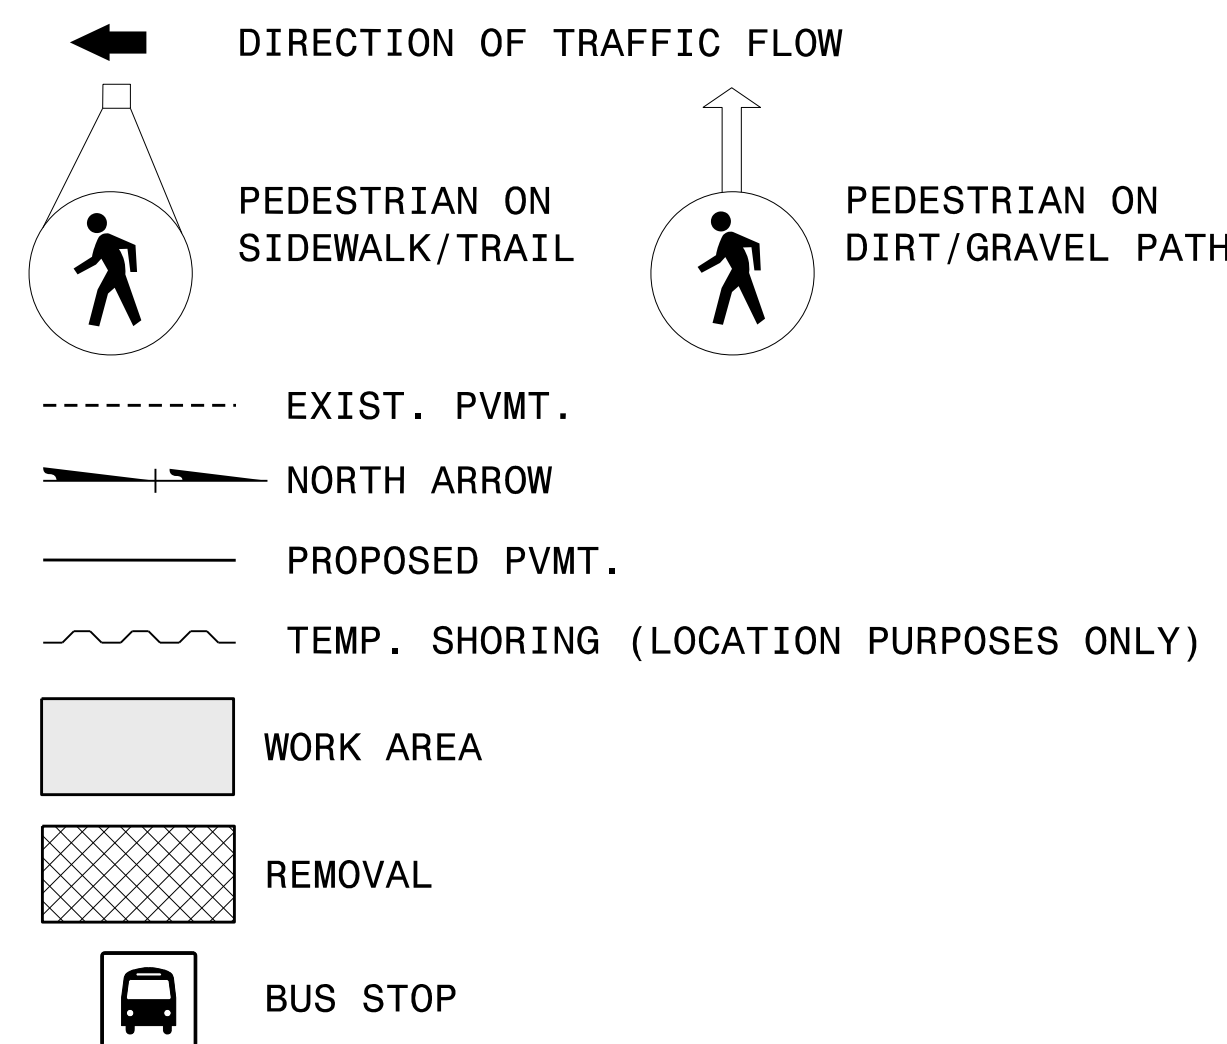 DIRECTION OF TRAFFIC FLOW
PEDESTRIAN ON
SIDEWALK/TRAIL
PEDESTRIAN ON
DIRT/GRAVEL PATH
EXIST. PVMT.
NORTH ARROW
PROPOSED PVMT.
TEMP. SHORING (LOCATION PURPOSES ONLY)
WORK AREA
REMOVAL
BUS STOP